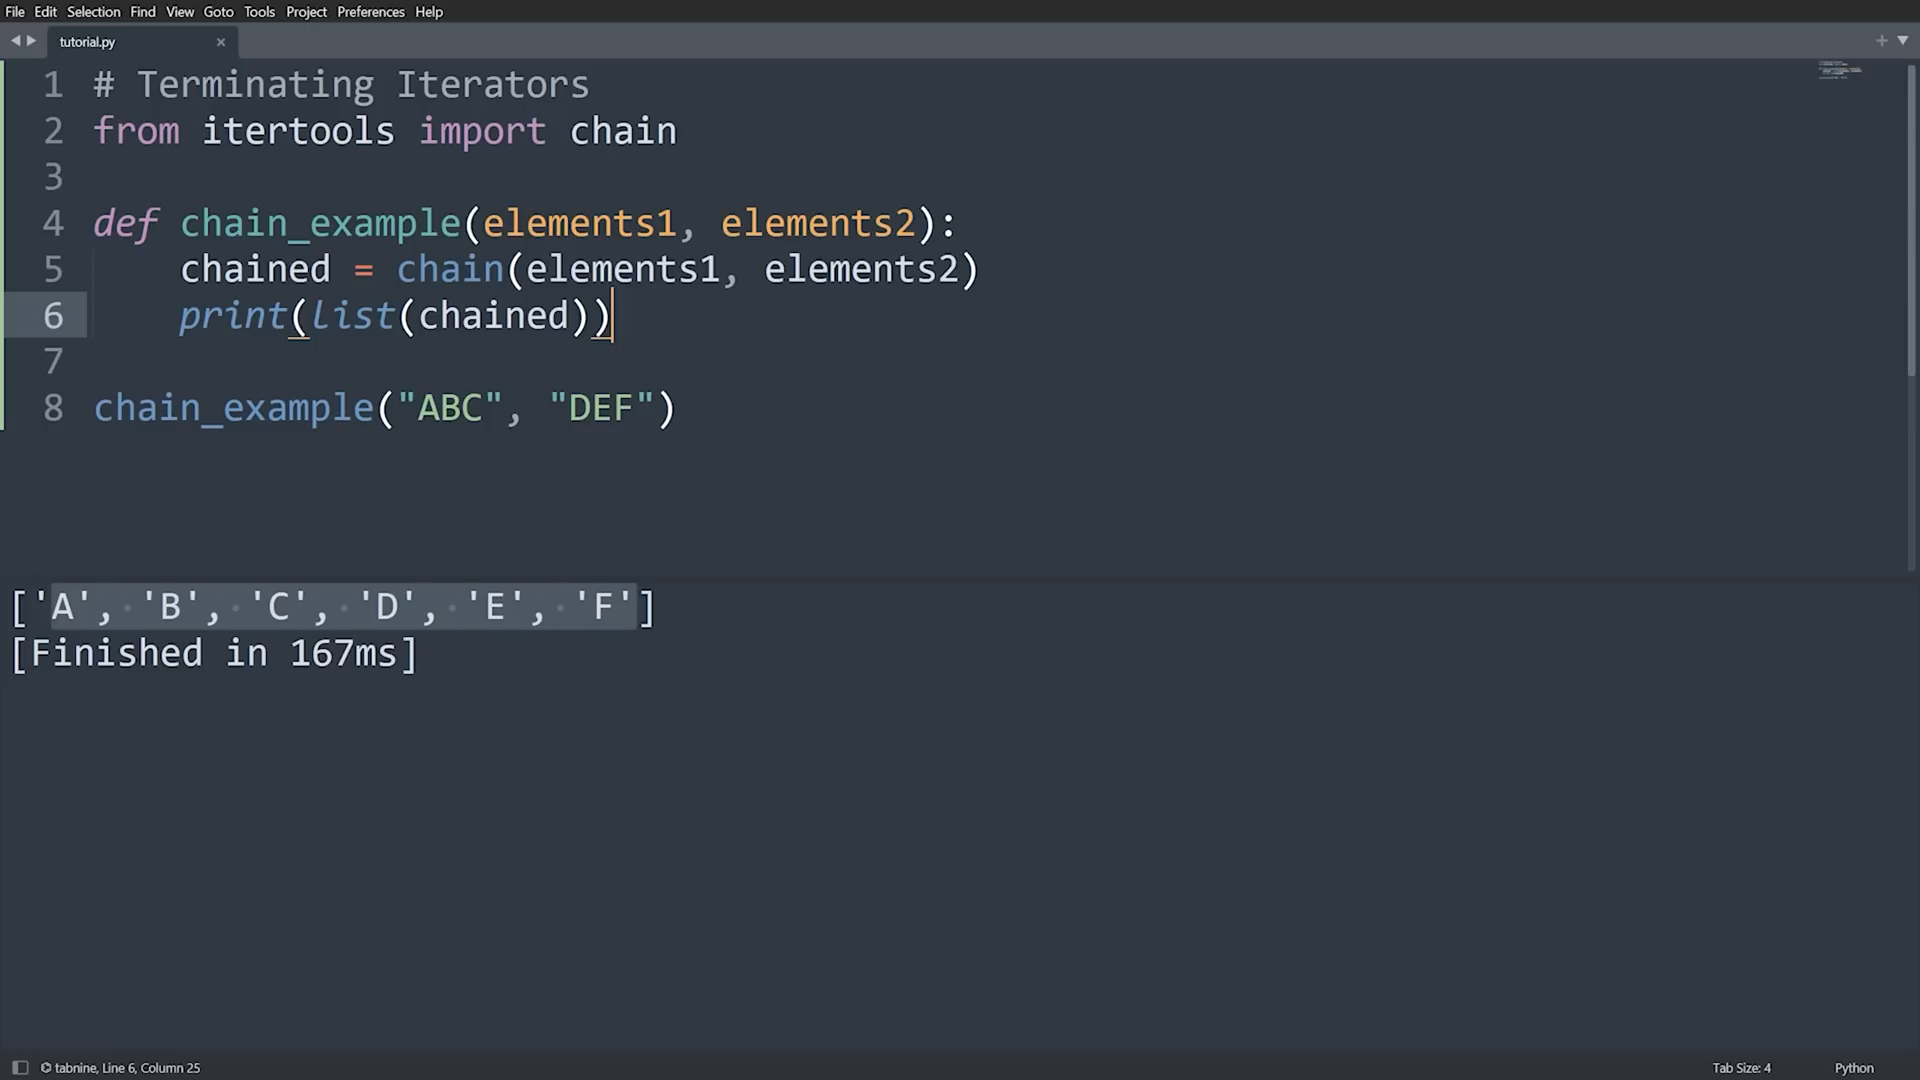 File Edit Selection Find View Goto Tools Project Preferences Help
tutorial.py
1 # Terminating Iterators
2 from itertools import chain
3
4 def chain_example(elements1, elements2):
5     chained = chain(elements1, elements2)
6     print(list(chained))
7
8 chain_example("ABC", "DEF")
['A', 'B', 'C', 'D', 'E', 'F']
[Finished in 167ms]
tabnine, Line 6, Column 25 Tab Size: 4 Python